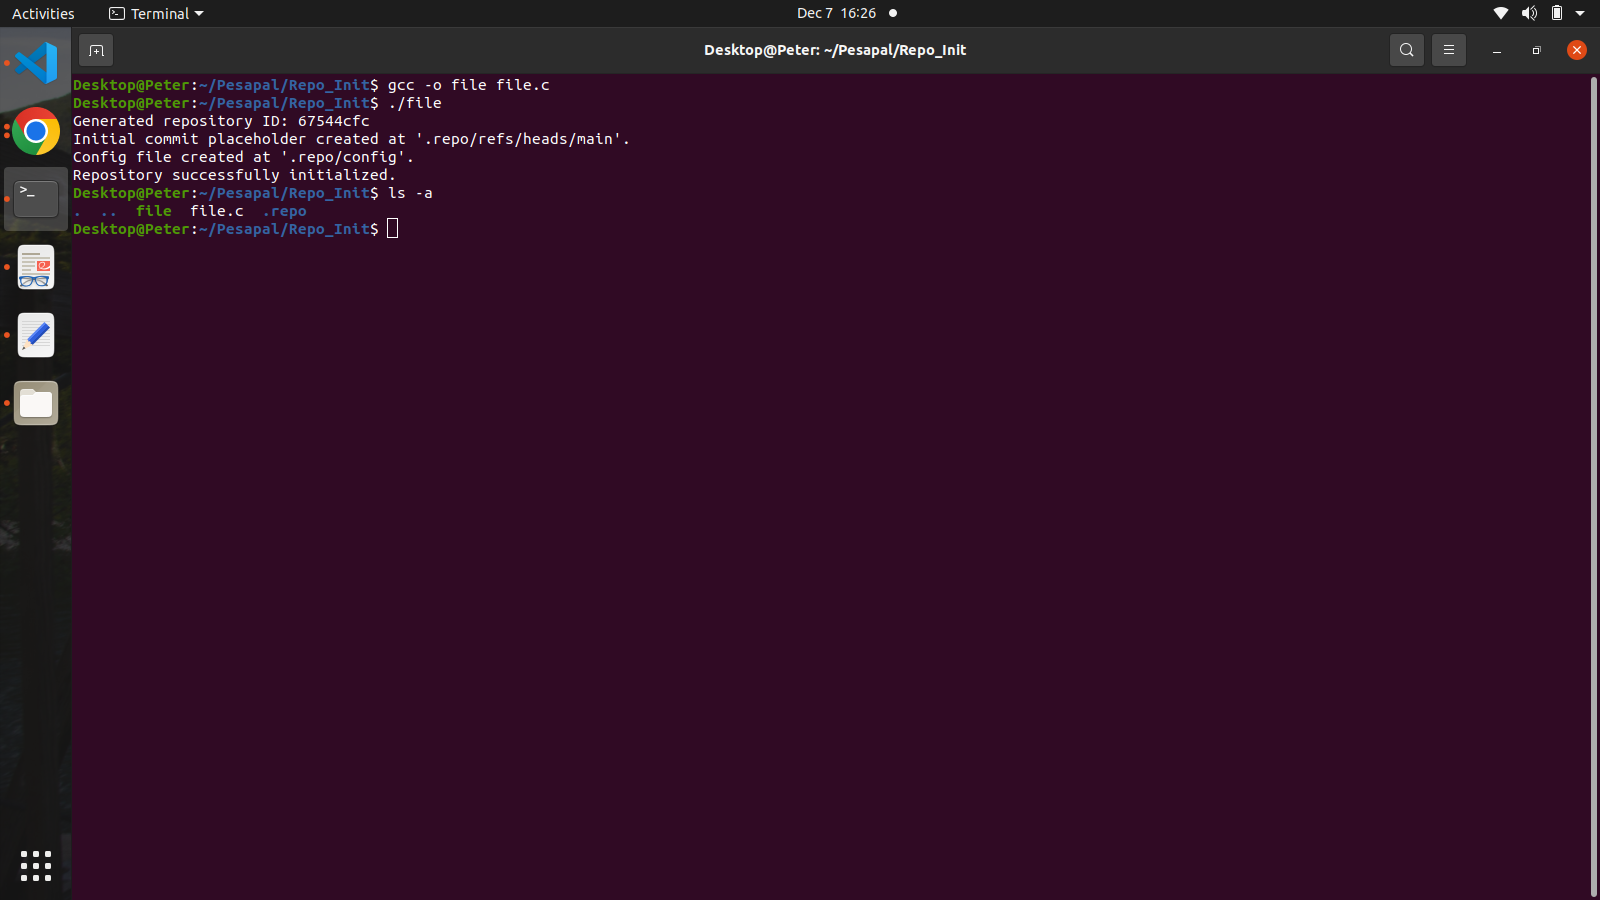 Activities Terminal Dec 7 16:26
Desktop@Peter: ~/Pesapal/Repo_Init
Desktop@Peter:~/Pesapal/Repo_Init$ gcc -o file file.c
Desktop@Peter:~/Pesapal/Repo_Init$ ./file
Generated repository ID: 67544cfc
Initial commit placeholder created at '.repo/refs/heads/main'.
Config file created at '.repo/config'.
Repository successfully initialized.
Desktop@Peter:~/Pesapal/Repo_Init$ ls -a
. .. file file.c .repo
Desktop@Peter:~/Pesapal/Repo_Init$